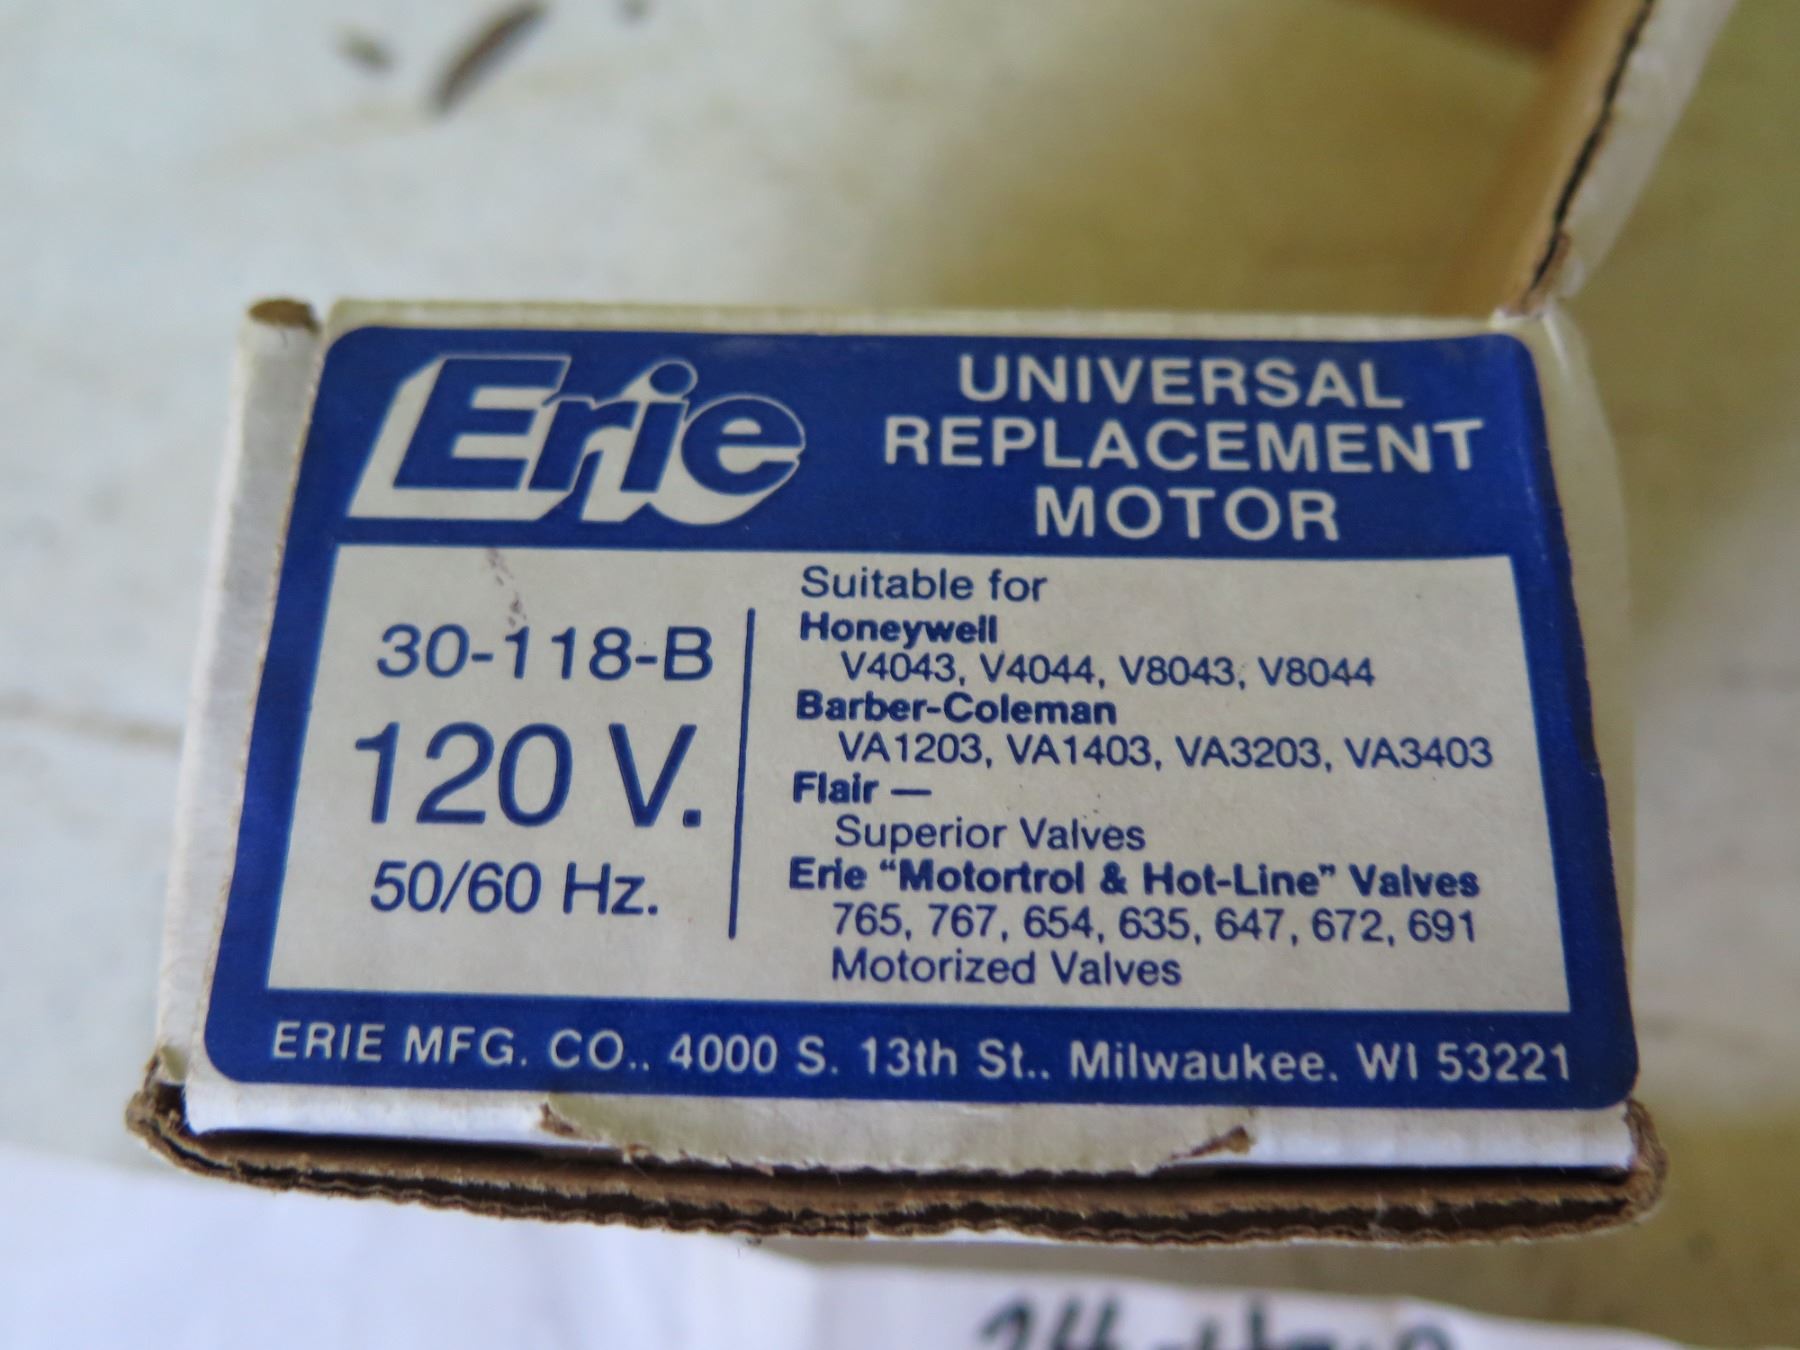 Erie
UNIVERSAL
REPLACEMENT
MOTOR
30-118-B
120 V.
50/60 Hz.
Suitable for
Honeywell
V4043, V4044, V8043, V8044
Barber-Coleman
VA1203, VA1403, VA3203, VA3403
Flair —
Superior Valves
Erie “Motortrol & Hot-Line” Valves
765, 767, 654, 635, 647, 672, 691
Motorized Valves
ERIE MFG. CO., 4000 S. 13th St., Milwaukee, WI 53221